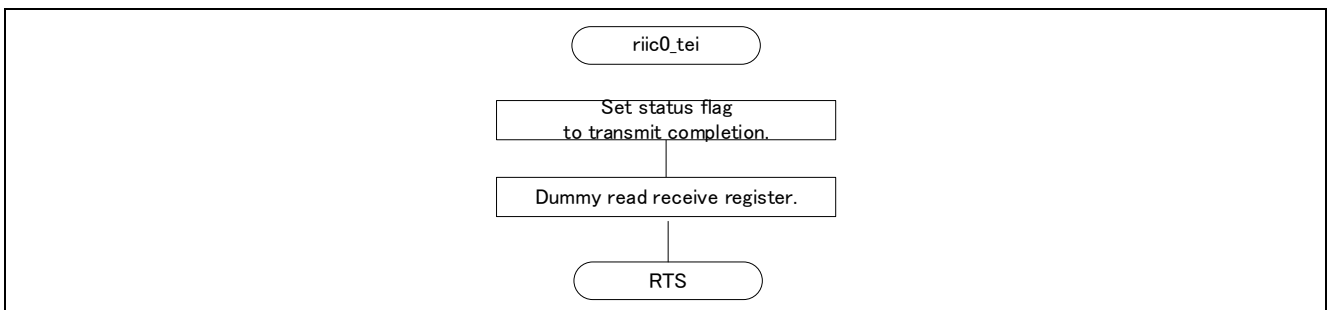 riic0_tei
Set status flag
to transmit completion.
Dummy read receive register.
RTS